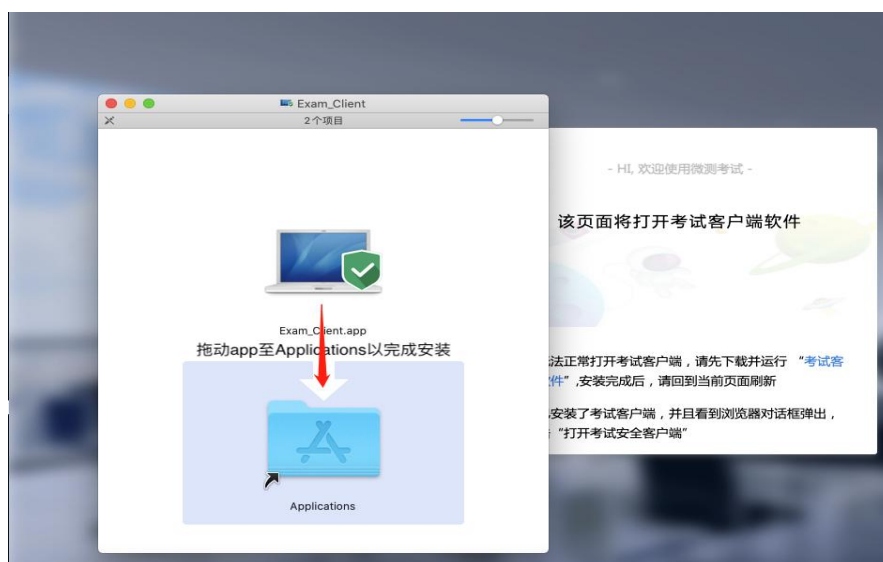 Exam_Client
2个项目
Exam_Client.app
拖动app至Applications以完成安装
Applications
- HI, 欢迎使用微测考试 -
该页面将打开考试客户端软件
法正常打开考试客户端，请先下载并运行 “考试客
件”,安装完成后，请回到当前页面刷新
安装了考试客户端，并且看到浏览器对话框弹出，
“打开考试安全客户端”